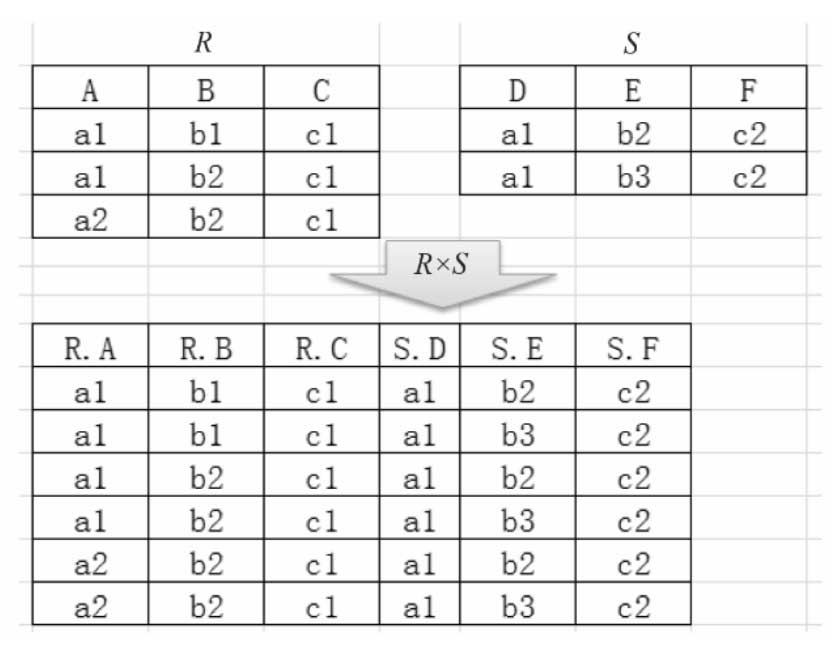 R S
A B C D E F
a1 b1 c1 a1 b2 c2
a1 b2 c1 a1 b3 c2
a2 b2 c1
R×S
R.A R.B R.C S.D S.E S.F
a1 b1 c1 a1 b2 c2
a1 b1 c1 a1 b3 c2
a1 b2 c1 a1 b2 c2
a1 b2 c1 a1 b3 c2
a2 b2 c1 a1 b2 c2
a2 b2 c1 a1 b3 c2